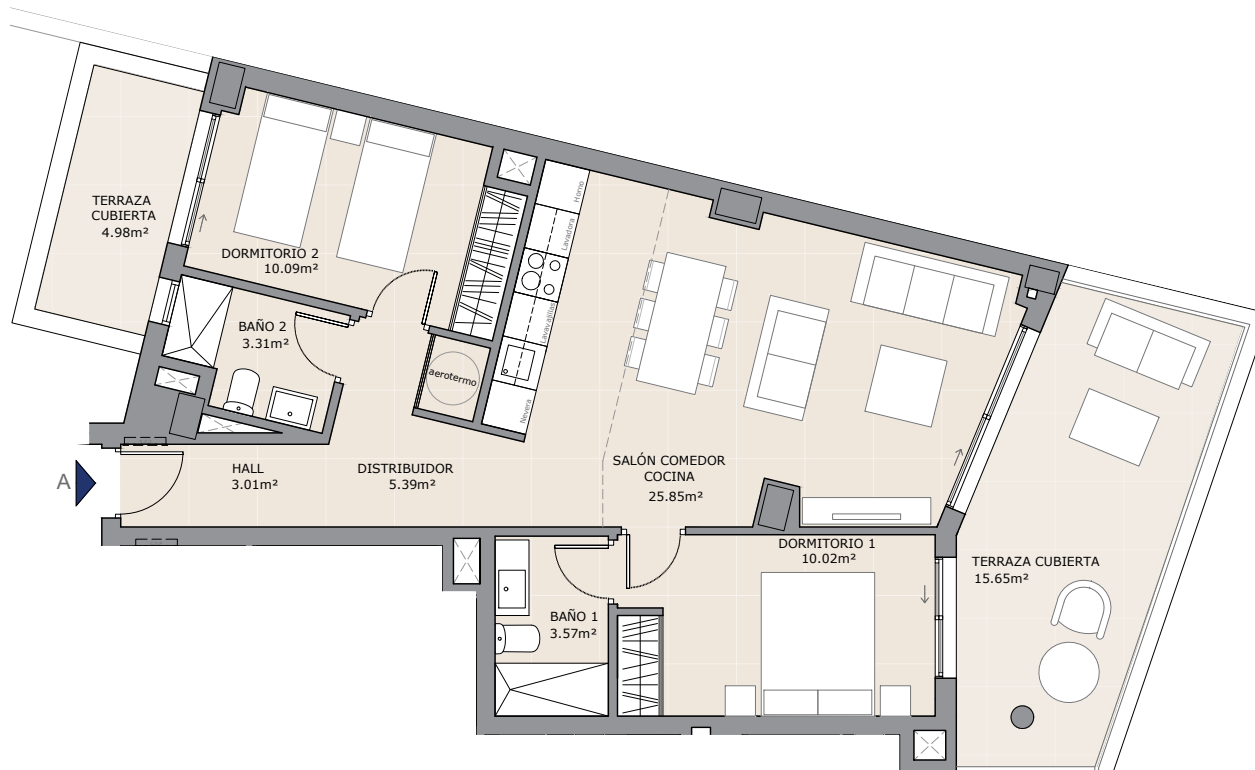 TERRAZA
CUBIERTA
4.98m²
DORMITORIO 2
10.09m²
BAÑO 2
3.31m²
aerotermo
Horno
Lavadora
Lavavajillas
Nevera
A
HALL
3.01m²
DISTRIBUIDOR
5.39m²
SALÓN COMEDOR
COCINA
25.85m²
DORMITORIO 1
10.02m²
BAÑO 1
3.57m²
TERRAZA CUBIERTA
15.65m²